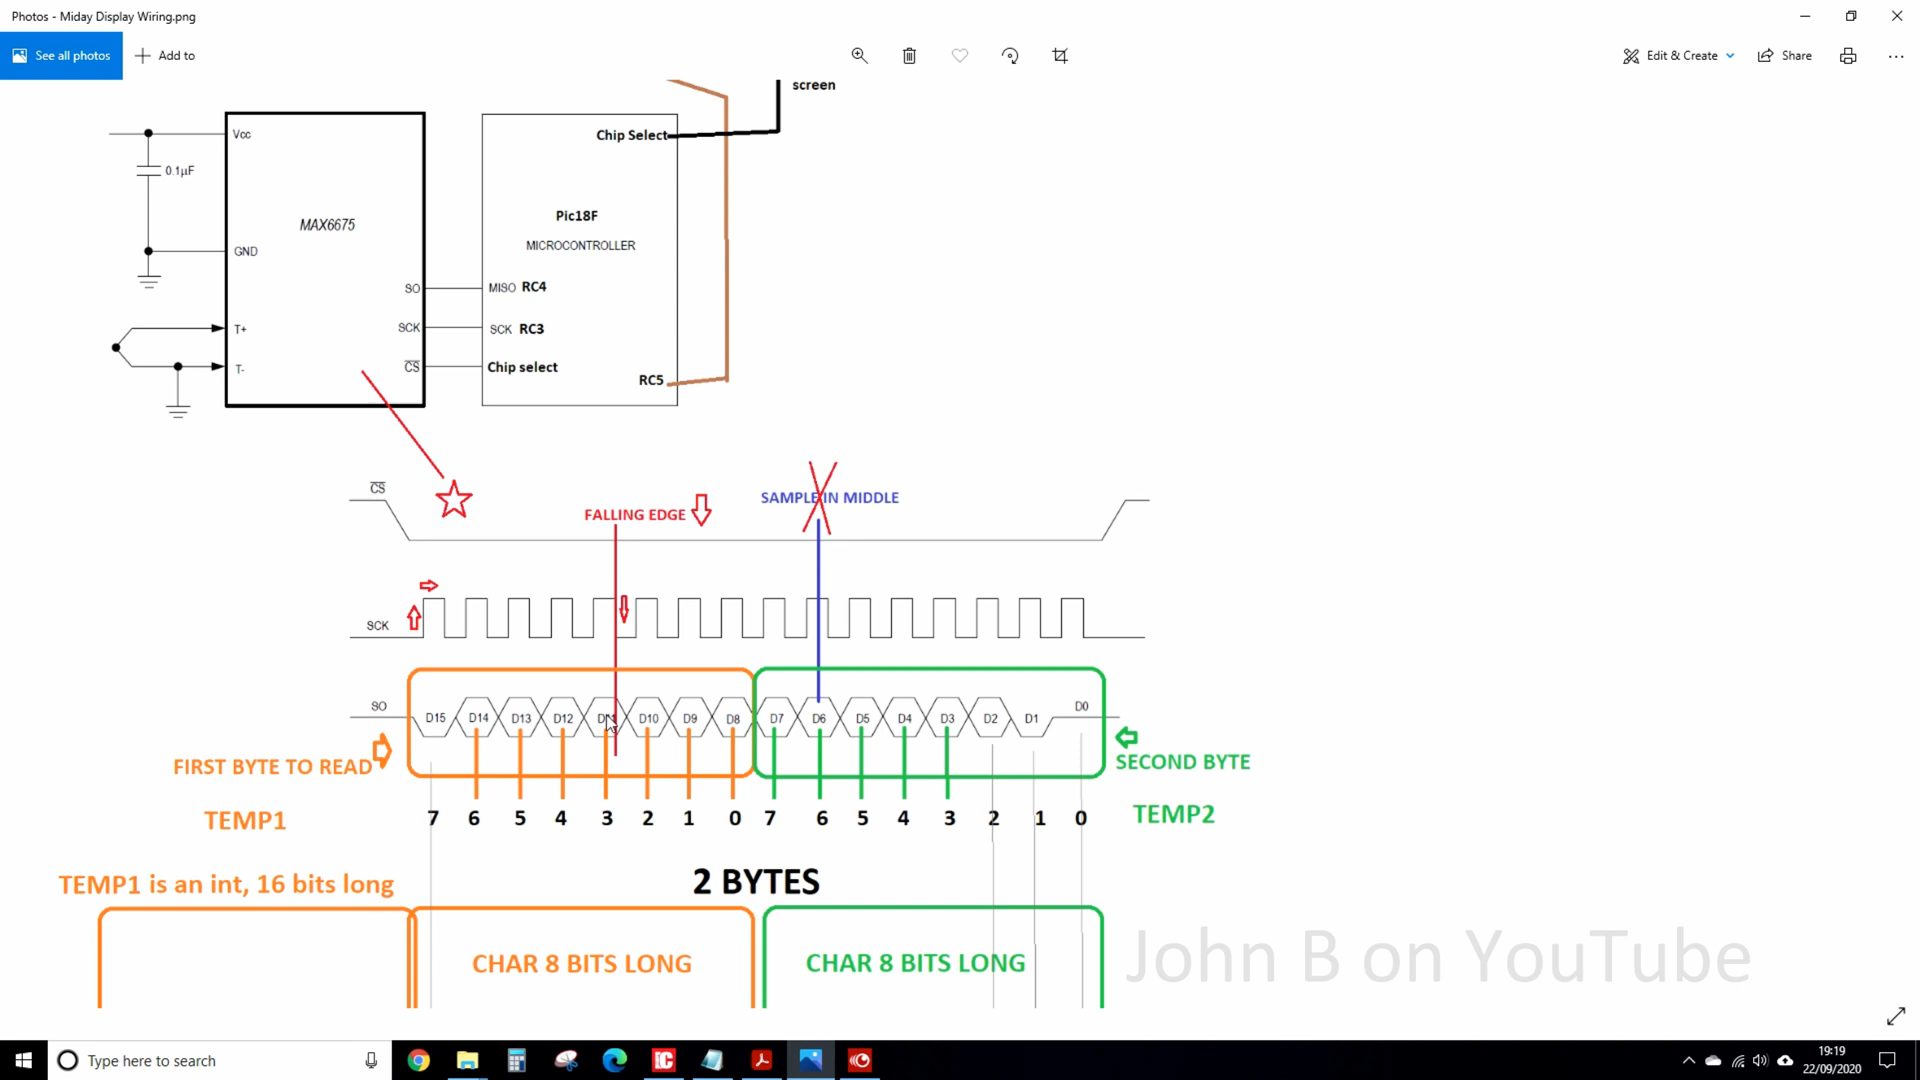 Photos - Miday Display Wiring.png
See all photos
Add to
Edit & Create
Share
screen
Vcc
Chip Select
0.1µF
Pic18F
MAX6675
MICROCONTROLLER
GND
SO
MISO RC4
T+
SCK
SCK RC3
T-
CS
Chip select
RC5
CS
SAMPLE IN MIDDLE
FALLING EDGE
SCK
SO
D15 D14 D13 D12 D11 D10 D9 D8 D7 D6 D5 D4 D3 D2 D1 D0
FIRST BYTE TO READ
SECOND BYTE
TEMP1
7 6 5 4 3 2 1 0 7 6 5 4 3 2 1 0
TEMP2
TEMP1 is an int, 16 bits long
2 BYTES
CHAR 8 BITS LONG
CHAR 8 BITS LONG
John B on YouTube
Type here to search
19:19
22/09/2020